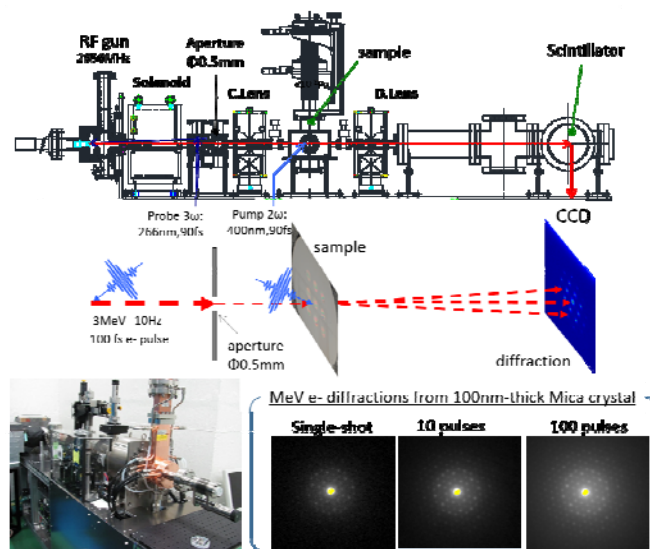 RF gun
2856MHz
Solenoid
Aperture
Φ0.5mm
C.Lens
sample
D.Lens
Scintillator
Probe 3ω:
266nm,90fs
Pump 2ω:
400nm,90fs
CCD
sample
3MeV 10Hz
100 fs e- pulse
aperture
Φ0.5mm
diffraction
MeV e- diffractions from 100nm-thick Mica crystal
Single-shot
10 pulses
100 pulses